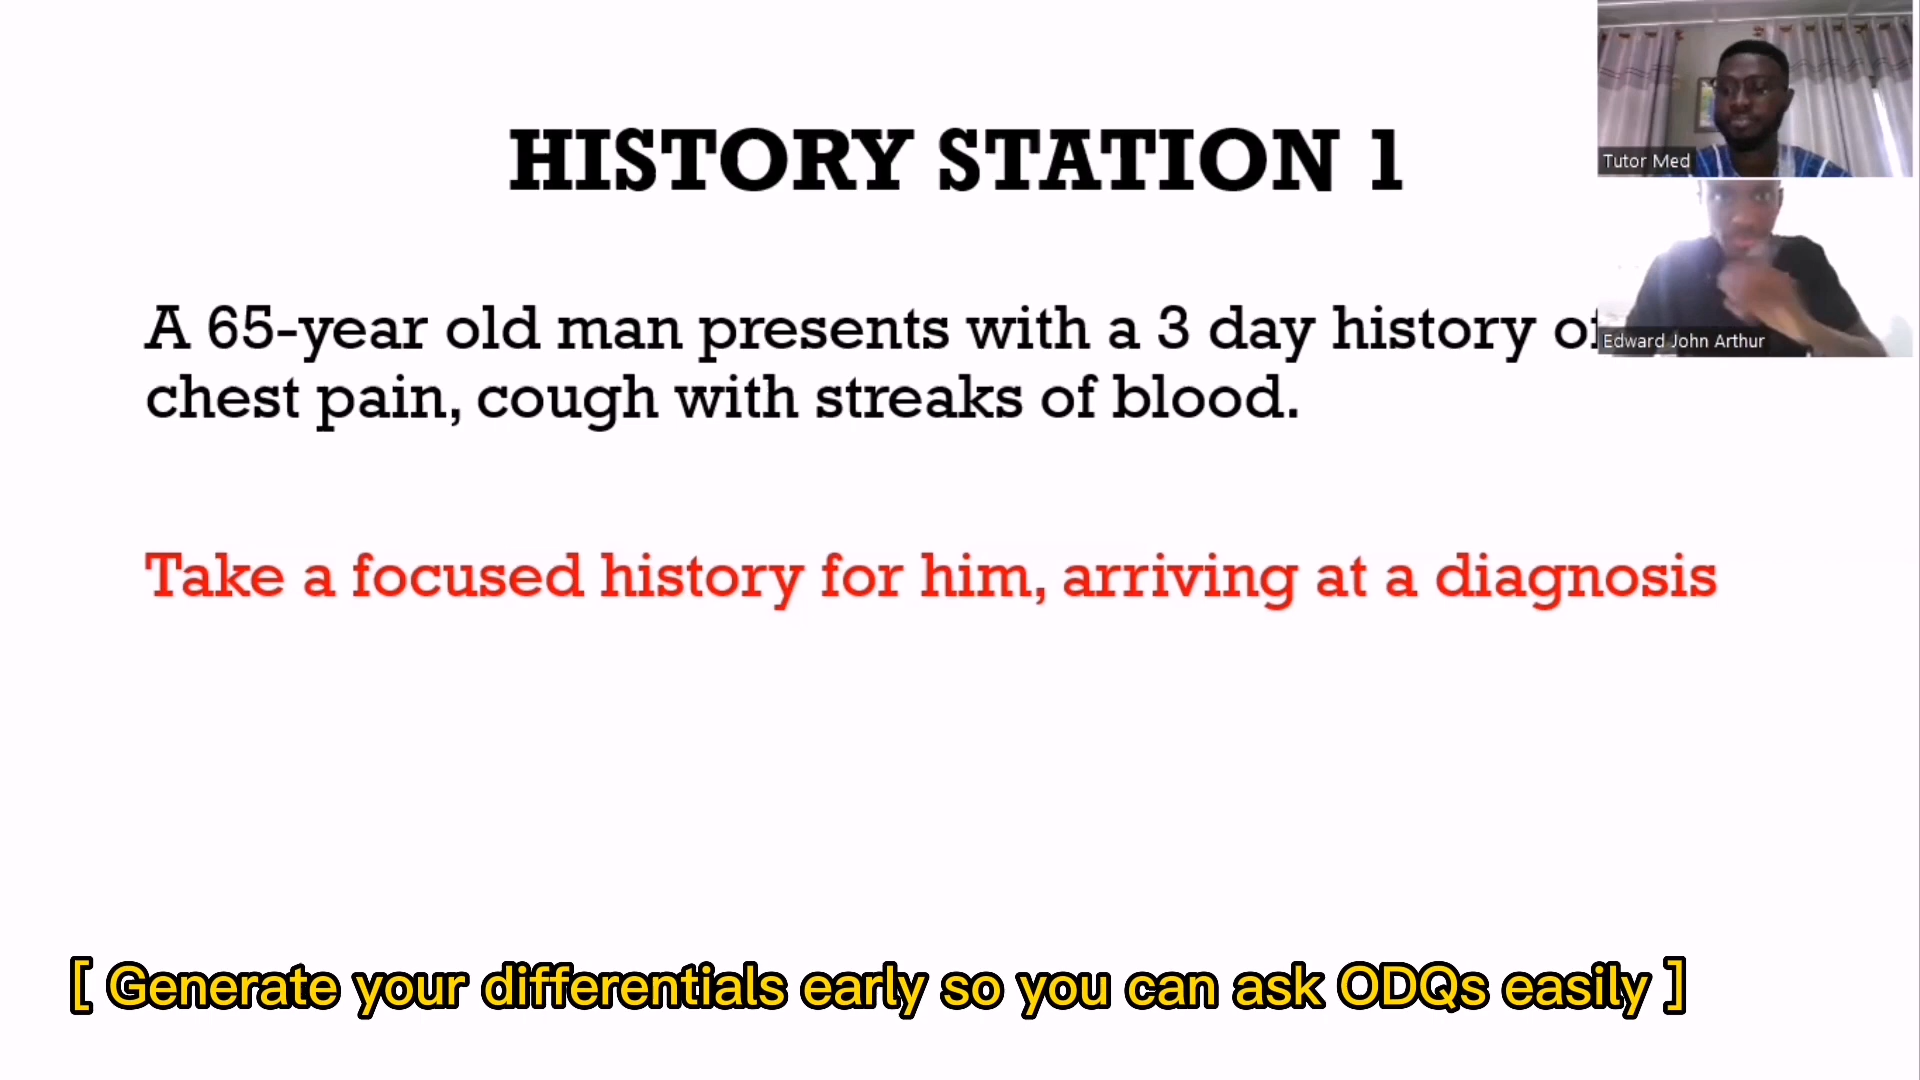 HISTORY STATION 1
Tutor Med
A 65-year old man presents with a 3 day history of
Edward John Arthur
chest pain, cough with streaks of blood.
Take a focused history for him, arriving at a diagnosis
[ Generate your differentials early so you can ask ODQs easily ]